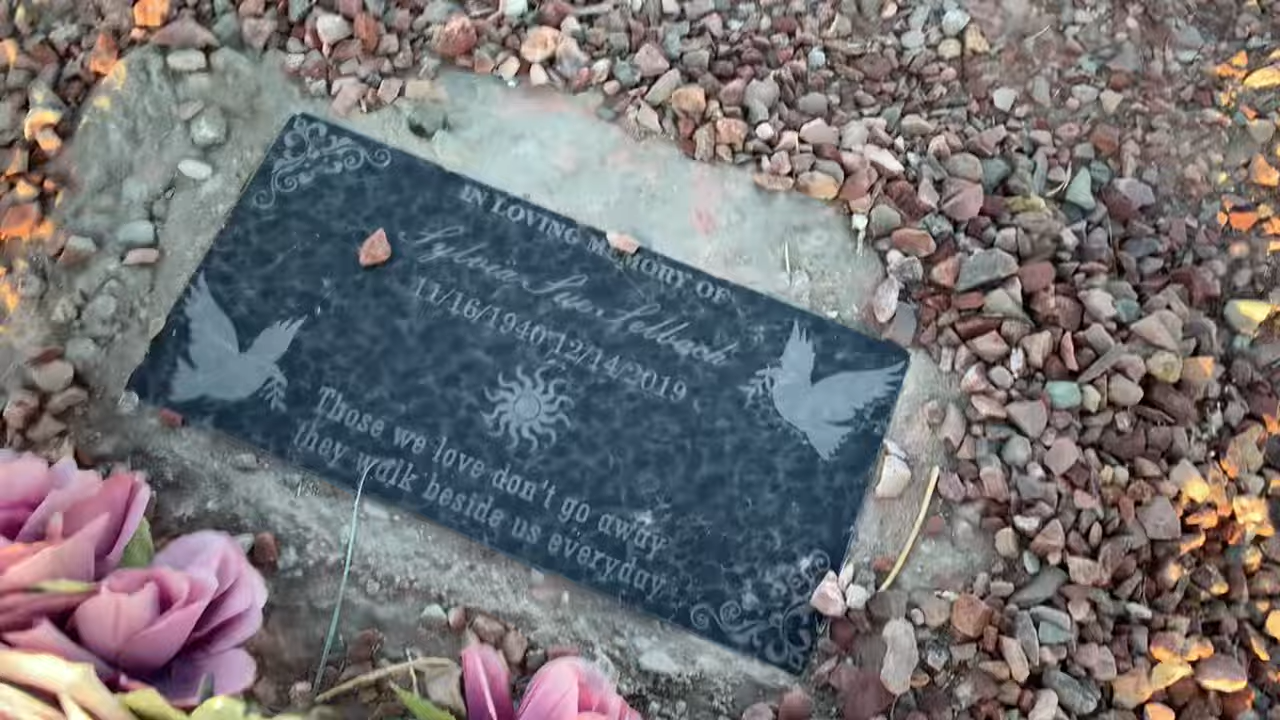 IN LOVING MEMORY OF
Sylvia Sue Selbach
11/16/1940 12/14/2019
Those we love don't go away
they walk beside us everyday